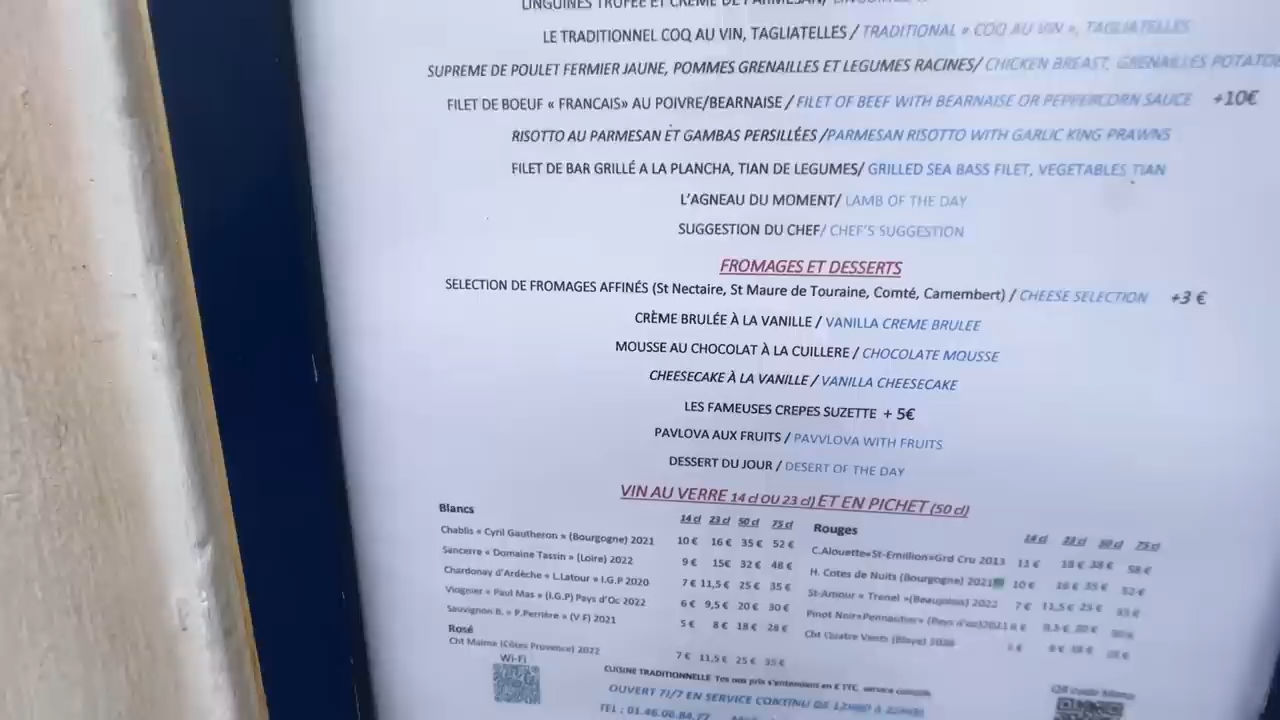 LINGUINES TRUFEE ET CREME DE PARMESAN/
LE TRADITIONNEL COQ AU VIN, TAGLIATELLES / TRADITIONAL « COQ AU VIN », TAGLIATELLES
SUPREME DE POULET FERMIER JAUNE, POMMES GRENAILLES ET LEGUMES RACINES/ CHICKEN BREAST, GRENAILLES POTATOE
FILET DE BOEUF « FRANCAIS» AU POIVRE/BEARNAISE / FILET OF BEEF WITH BEARNAISE OR PEPPERCORN SAUCE +10€
RISOTTO AU PARMESAN ET GAMBAS PERSILLÉES /PARMESAN RISOTTO WITH GARLIC KING PRAWNS
FILET DE BAR GRILLÉ A LA PLANCHA, TIAN DE LEGUMES/ GRILLED SEA BASS FILET, VEGETABLES TIAN
L'AGNEAU DU MOMENT/ LAMB OF THE DAY
SUGGESTION DU CHEF/ CHEF'S SUGGESTION
FROMAGES ET DESSERTS
SELECTION DE FROMAGES AFFINÉS (St Nectaire, St Maure de Touraine, Comté, Camembert) / CHEESE SELECTION +3 €
CRÈME BRULÉE À LA VANILLE / VANILLA CREME BRULEE
MOUSSE AU CHOCOLAT À LA CUILLERE / CHOCOLATE MOUSSE
CHEESECAKE À LA VANILLE / VANILLA CHEESECAKE
LES FAMEUSES CREPES SUZETTE + 5€
PAVLOVA AUX FRUITS / PAVVLOVA WITH FRUITS
DESSERT DU JOUR / DESERT OF THE DAY
VIN AU VERRE 14 cl OU 23 cl) ET EN PICHET (50 cl)
Blancs 14 cl 23 cl 50 cl 75 cl
Chablis « Cyril Gautheron » (Bourgogne) 2021 10 € 16 € 35 € 52 €
Sancerre « Domaine Tassin » (Loire) 2022 9 € 15€ 32 € 48 €
Chardonay d'Ardèche « L.Latour » I.G.P 2020 7 € 11,5 € 25 € 35 €
Viognier « Paul Mas » (I.G.P) Pays d'Oc 2022 6 € 9,5 € 20 € 30 €
Sauvignon B. « P.Perrière » (V F) 2021 5 € 8 € 18 € 28 €
Rosé
Cht Maïma (Côtes Provence) 2022 7 € 11,5 € 25 € 35 €
Rouges 14 cl 23 cl 50 cl 75 cl
C.Alouette«St-Emilion»Grd Cru 2013 11 € 18 € 38 € 58 €
H. Cotes de Nuits (Bourgogne) 2021 10 € 16 € 35 € 52 €
St-Amour « Trenel »(Beaujolais) 2022 7 € 11,5 € 25 €
Pinot Noir 2021
Cht Quatre Vents (Blaye)
Wi-Fi
CUISINE TRADITIONNELLE Tos nos prix s'entendent en € TTC, service compris
OUVERT 7J/7 EN SERVICE CONTINU DE 12H00 A
TEL : 01.46.06.84.77